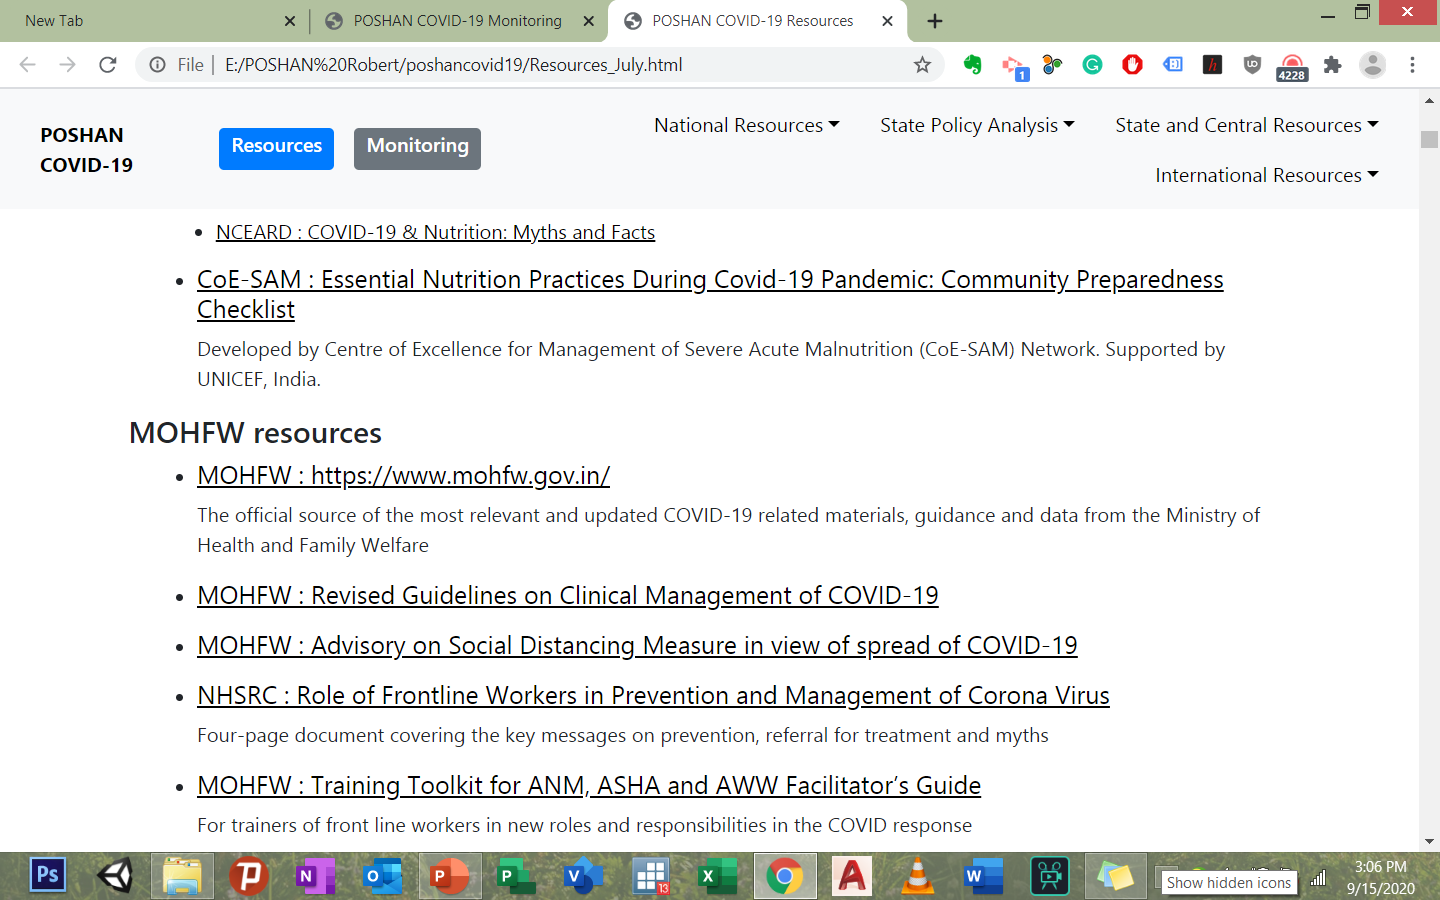 New Tab
POSHAN COVID-19 Monitoring
POSHAN COVID-19 Resources
File
E:/POSHAN%20Robert/poshancovid19/Resources_July.html
1
4228
POSHAN
COVID-19
Resources
Monitoring
National Resources
State Policy Analysis
State and Central Resources
International Resources
NCEARD : COVID-19 & Nutrition: Myths and Facts
CoE-SAM : Essential Nutrition Practices During Covid-19 Pandemic: Community Preparedness
Checklist
Developed by Centre of Excellence for Management of Severe Acute Malnutrition (CoE-SAM) Network. Supported by
UNICEF, India.
MOHFW resources
MOHFW : https://www.mohfw.gov.in/
The official source of the most relevant and updated COVID-19 related materials, guidance and data from the Ministry of
Health and Family Welfare
MOHFW : Revised Guidelines on Clinical Management of COVID-19
MOHFW : Advisory on Social Distancing Measure in view of spread of COVID-19
NHSRC : Role of Frontline Workers in Prevention and Management of Corona Virus
Four-page document covering the key messages on prevention, referral for treatment and myths
MOHFW : Training Toolkit for ANM, ASHA and AWW Facilitator’s Guide
For trainers of front line workers in new roles and responsibilities in the COVID response
Ps
N
O
P
P
V
13
X
W
Show hidden icons
3:06 PM
9/15/2020